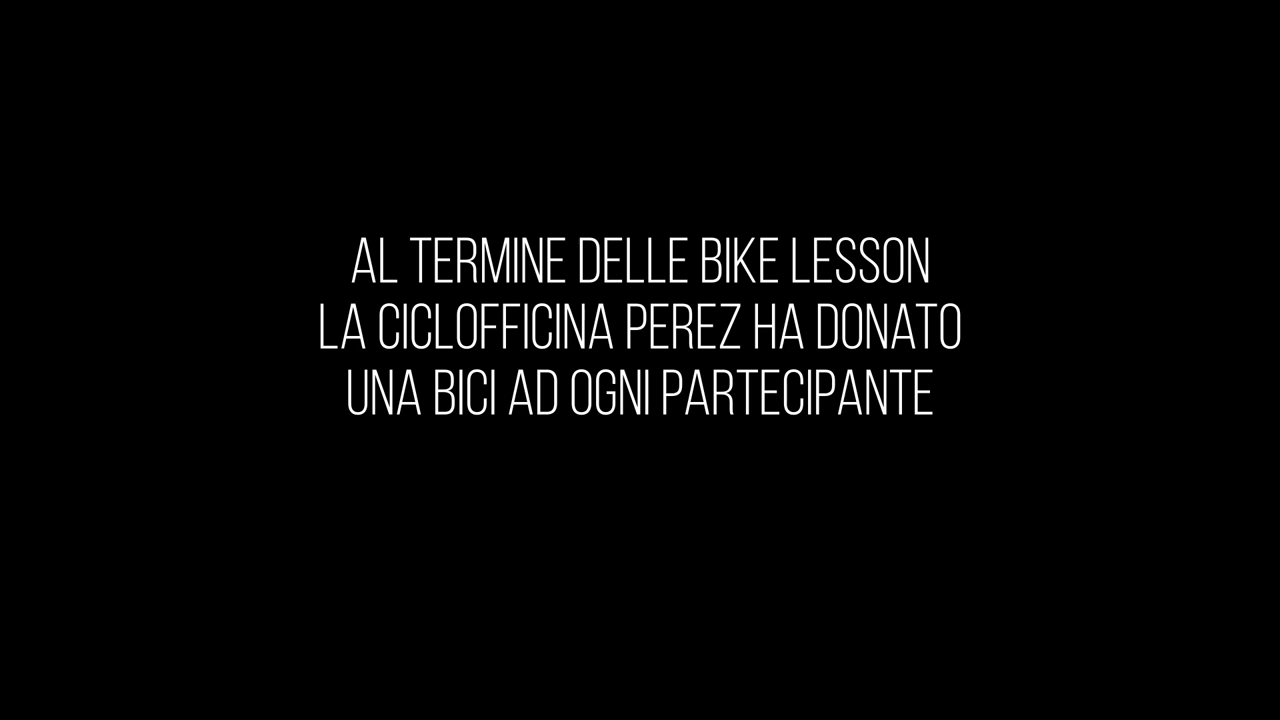 AL TERMINE DELLE BIKE LESSON
LA CICLOFFICINA PEREZ HA DONATO
UNA BICI AD OGNI PARTECIPANTE